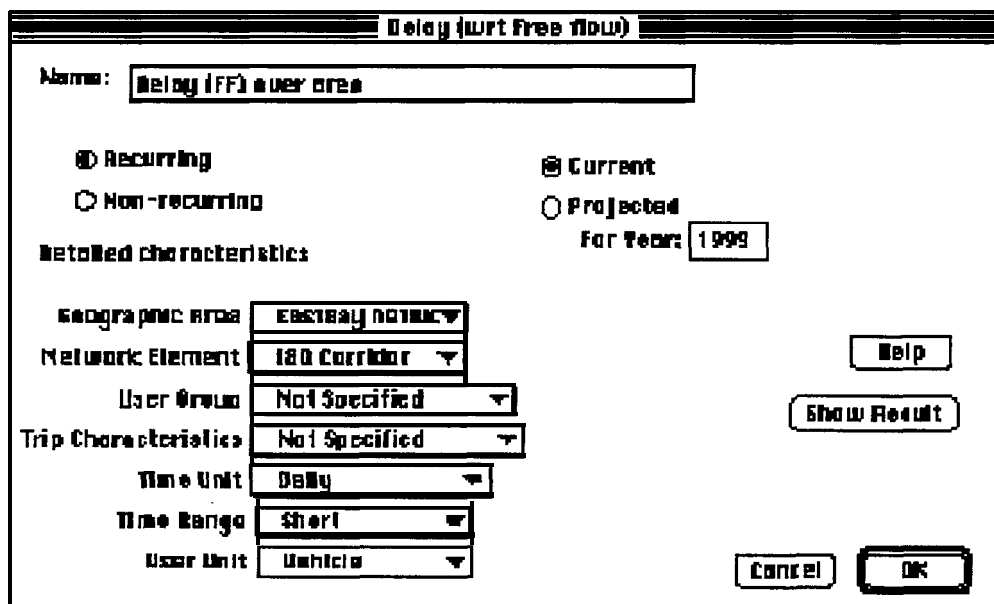 Delay (wrt free flow)
Name: Delay (FF) over area
Recurring
Current
Non-recurring
Projected
For Year: 1999
Detailed characteristics
Geographic Area
Network Element I80 Corridor
User Group Not Specified
Trip Characteristics Not Specified
Time Unit Daily
Time Range Short
User Unit Vehicle
Help
Show Result
Cancel OK